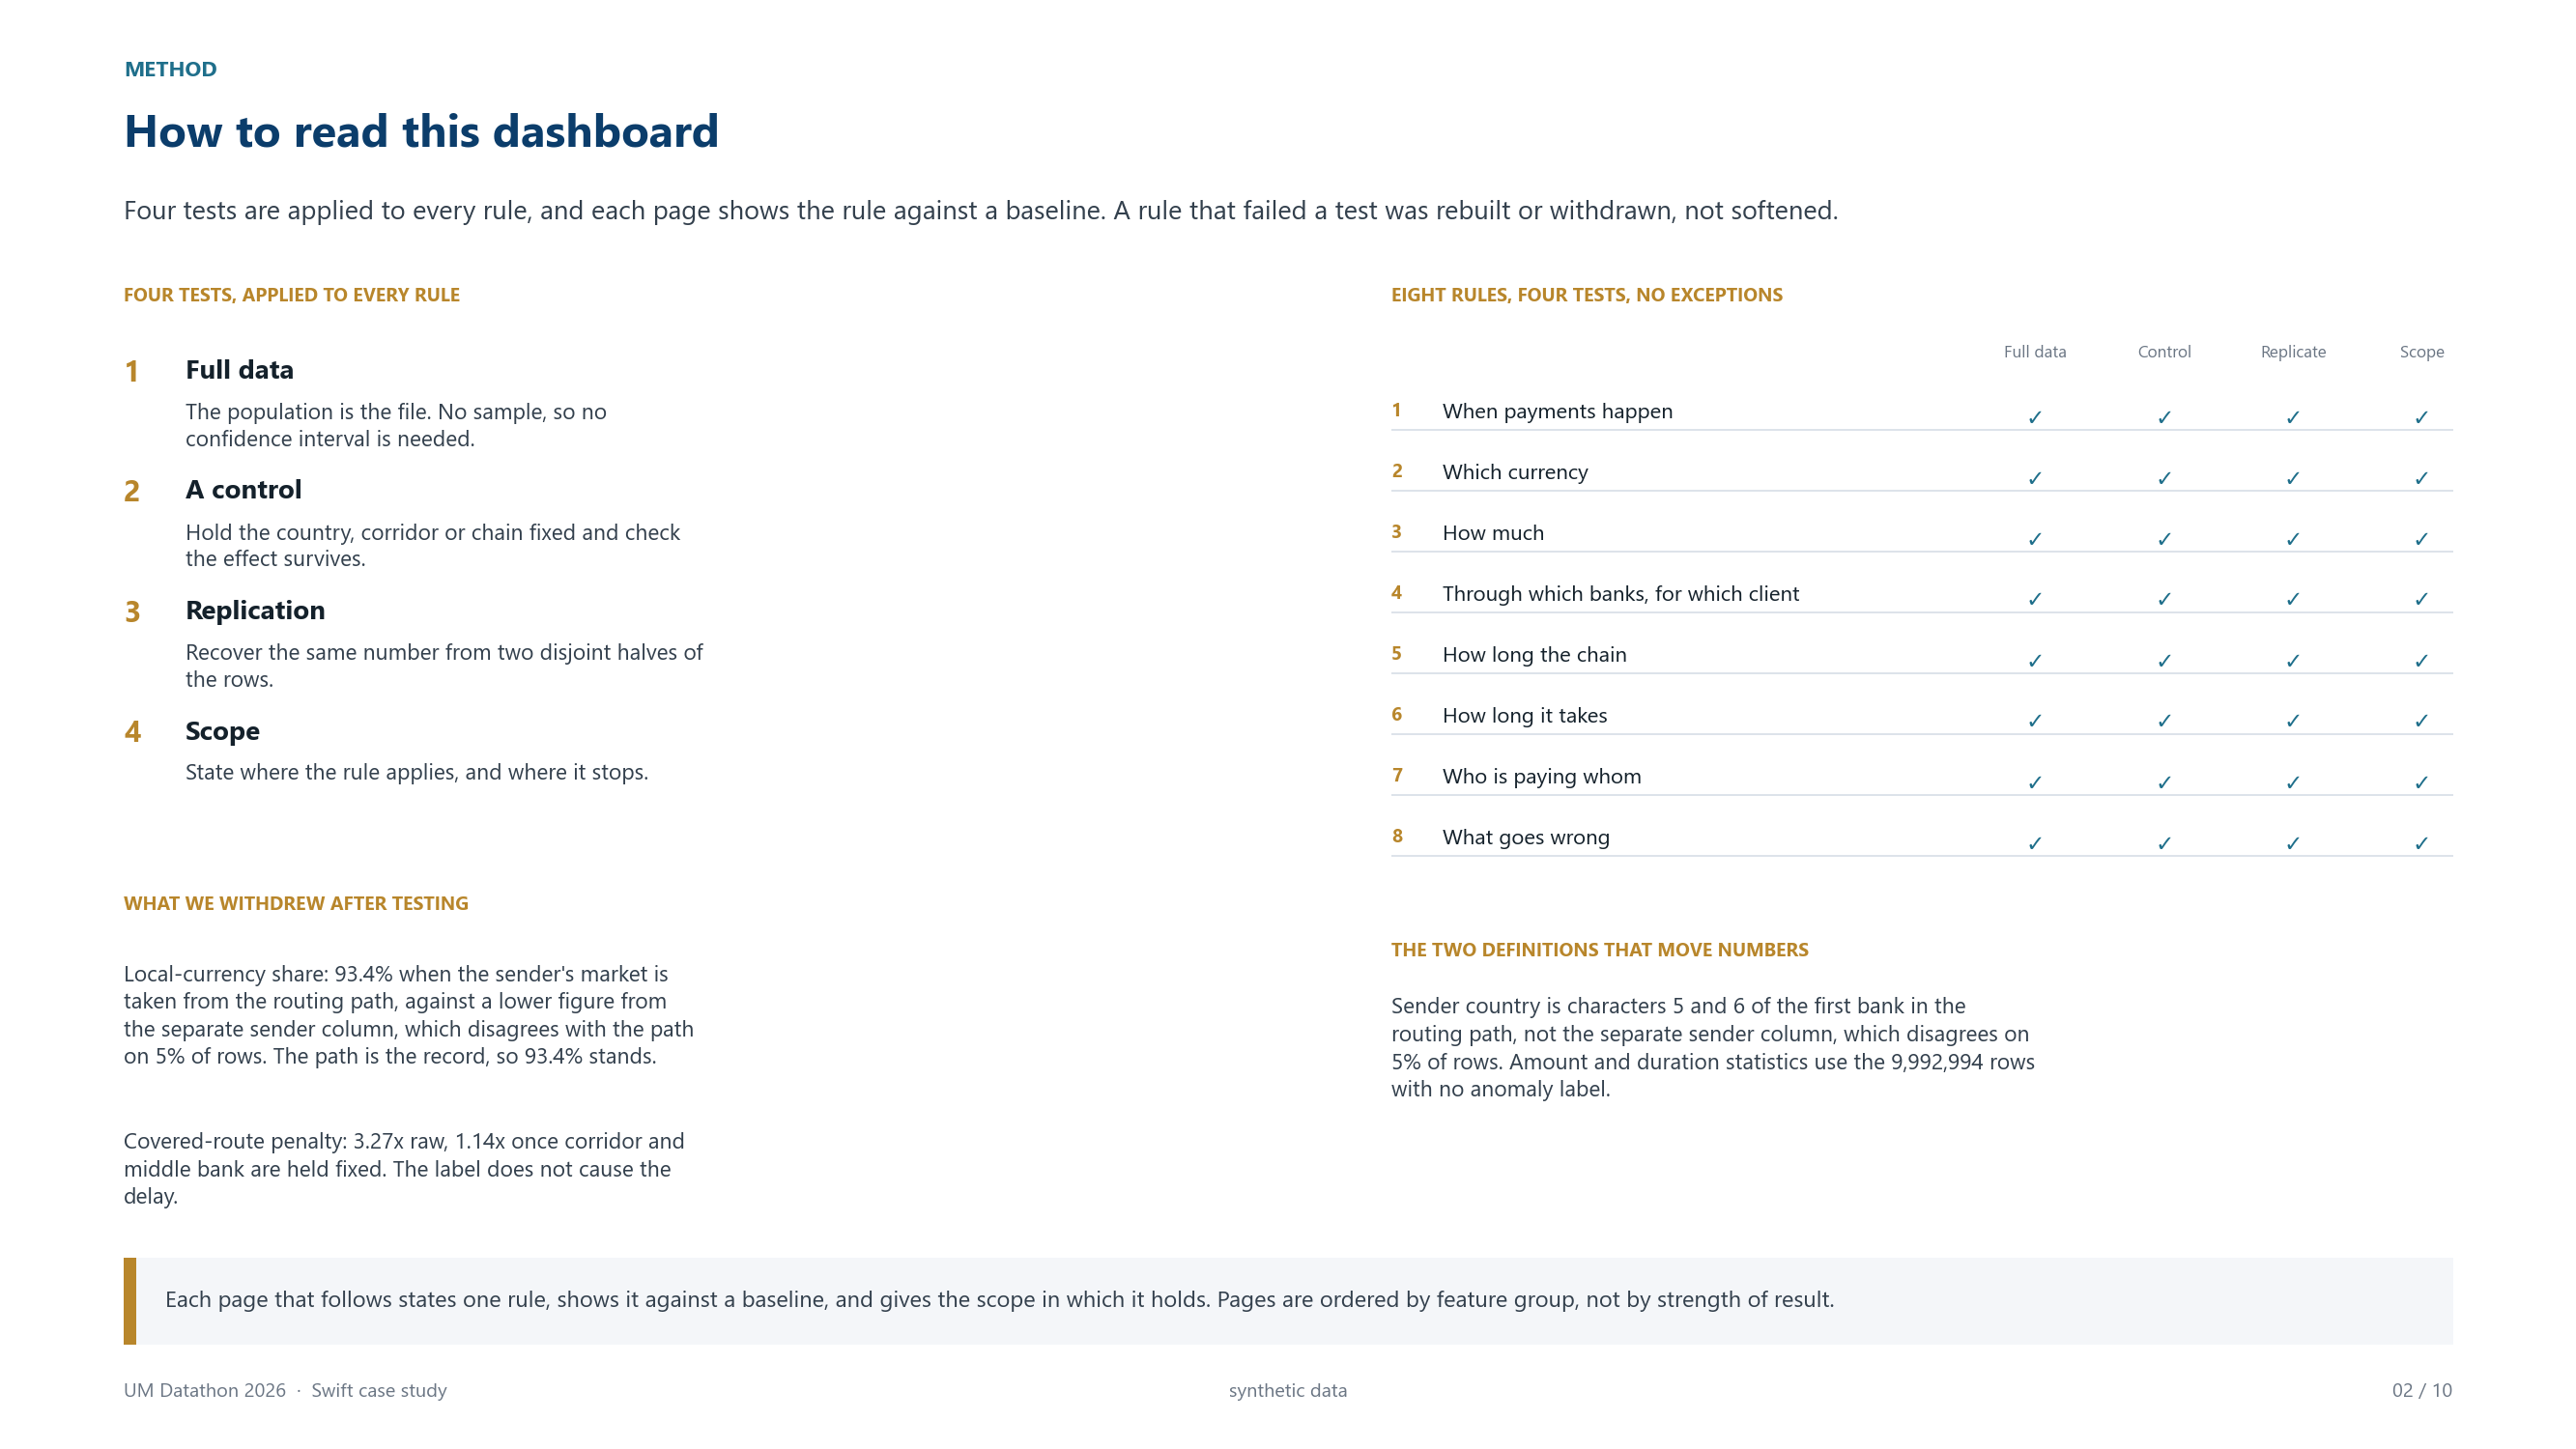 METHOD
How to read this dashboard
Four tests are applied to every rule, and each page shows the rule against a baseline. A rule that failed a test was rebuilt or withdrawn, not softened.
FOUR TESTS, APPLIED TO EVERY RULE
1 Full data
The population is the file. No sample, so no
confidence interval is needed.
2 A control
Hold the country, corridor or chain fixed and check
the effect survives.
3 Replication
Recover the same number from two disjoint halves of
the rows.
4 Scope
State where the rule applies, and where it stops.
WHAT WE WITHDREW AFTER TESTING
Local-currency share: 93.4% when the sender's market is
taken from the routing path, against a lower figure from
the separate sender column, which disagrees with the path
on 5% of rows. The path is the record, so 93.4% stands.
Covered-route penalty: 3.27x raw, 1.14x once corridor and
middle bank are held fixed. The label does not cause the
delay.
EIGHT RULES, FOUR TESTS, NO EXCEPTIONS
Full data Control Replicate Scope
1 When payments happen ✓ ✓ ✓ ✓
2 Which currency ✓ ✓ ✓ ✓
3 How much ✓ ✓ ✓ ✓
4 Through which banks, for which client ✓ ✓ ✓ ✓
5 How long the chain ✓ ✓ ✓ ✓
6 How long it takes ✓ ✓ ✓ ✓
7 Who is paying whom ✓ ✓ ✓ ✓
8 What goes wrong ✓ ✓ ✓ ✓
THE TWO DEFINITIONS THAT MOVE NUMBERS
Sender country is characters 5 and 6 of the first bank in the
routing path, not the separate sender column, which disagrees on
5% of rows. Amount and duration statistics use the 9,992,994 rows
with no anomaly label.
Each page that follows states one rule, shows it against a baseline, and gives the scope in which it holds. Pages are ordered by feature group, not by strength of result.
UM Datathon 2026 · Swift case study
synthetic data
02 / 10